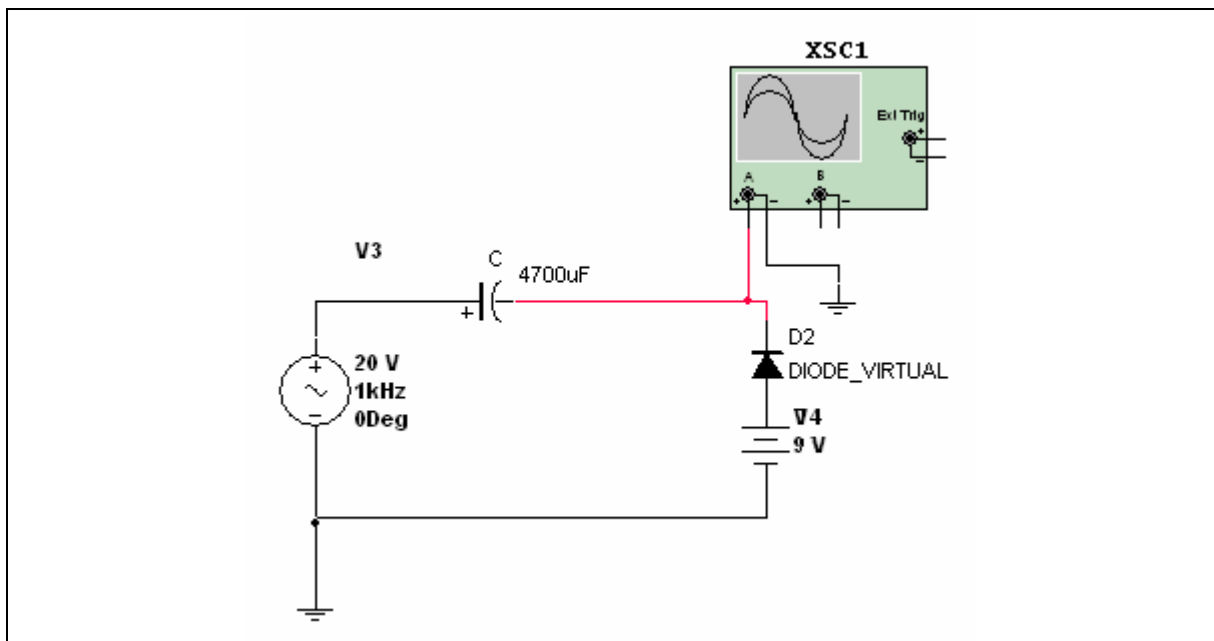 XSC1
Ext Trig
+
−
A
B
+
−
+
−
V3
C
4700uF
+
D2
DIODE_VIRTUAL
+
−
20 V
1kHz
0Deg
V4
9 V